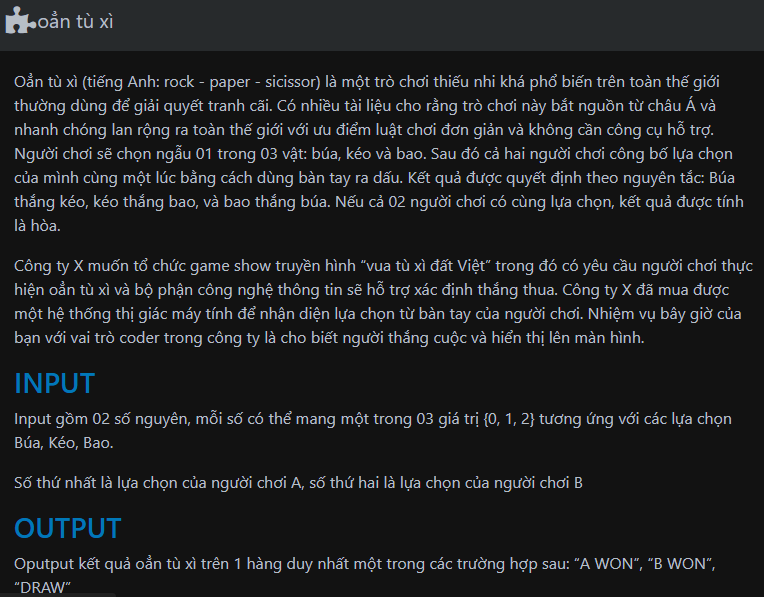 oẳn tù xì
Oẳn tù xì (tiếng Anh: rock - paper - sicissor) là một trò chơi thiếu nhi khá phổ biến trên toàn thế giới
thường dùng để giải quyết tranh cãi. Có nhiều tài liệu cho rằng trò chơi này bắt nguồn từ châu Á và
nhanh chóng lan rộng ra toàn thế giới với ưu điểm luật chơi đơn giản và không cần công cụ hỗ trợ.
Người chơi sẽ chọn ngẫu 01 trong 03 vật: búa, kéo và bao. Sau đó cả hai người chơi công bố lựa chọn
của mình cùng một lúc bằng cách dùng bàn tay ra dấu. Kết quả được quyết định theo nguyên tắc: Búa
thắng kéo, kéo thắng bao, và bao thắng búa. Nếu cả 02 người chơi có cùng lựa chọn, kết quả được tính
là hòa.
Công ty X muốn tổ chức game show truyền hình “vua tù xì đất Việt” trong đó có yêu cầu người chơi thực
hiện oẳn tù xì và bộ phận công nghệ thông tin sẽ hỗ trợ xác định thắng thua. Công ty X đã mua được
một hệ thống thị giác máy tính để nhận diện lựa chọn từ bàn tay của người chơi. Nhiệm vụ bây giờ của
bạn với vai trò coder trong công ty là cho biết người thắng cuộc và hiển thị lên màn hình.
INPUT
Input gồm 02 số nguyên, mỗi số có thể mang một trong 03 giá trị {0, 1, 2} tương ứng với các lựa chọn
Búa, Kéo, Bao.
Số thứ nhất là lựa chọn của người chơi A, số thứ hai là lựa chọn của người chơi B
OUTPUT
Oputput kết quả oẳn tù xì trên 1 hàng duy nhất một trong các trường hợp sau: “A WON”, “B WON”,
“DRAW”